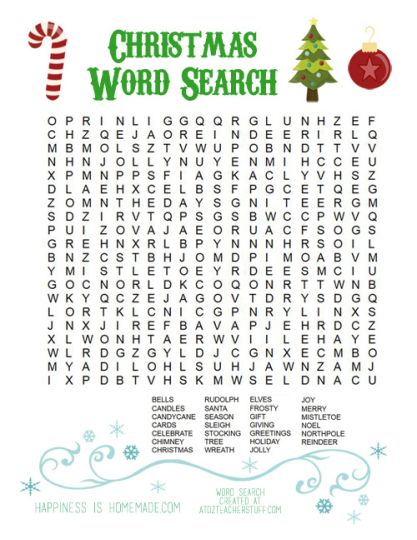 CHRISTMAS
WORD SEARCH
O P R I N L I G G Q Q R G L U N H Z E F
C H Z Q E J A O R E I N D E E R I R L Q
M B M O L S Z T V W U P O B N D T T V V
N H N J O L L Y N U Y E N M I H C C E U
X P M N P P S F I A G K A C L Y V H S Z
D L A E H X C E L B S F P G C E T Q E G
Z O M N T H E D A Y S G N I T E E R G M
S D Z I R V T Q P S G S B W C C P W V Q
P U I Z O V A J A E O R U A C F S O G S
G R E H N X R L B P Y N N N H R S O I L
B N Z C S T B H J O M D P I M O A B V M
Y M I S T L E T O E Y R D E E S M C I U
G O C N O R L D K C O Q O N R T T W N B
W K Y Q C Z E J A G O V T D R Y S D G Q
L O R T K L C N I C G P N R Y L I N X S
J N X J I R E F B A V A P J E H R D C Z
X L W O N H T A E R W V I I L E H A Y E
W L R D G Z G Y L D J C G N X E C M B O
M Y A D I L O H L S U H J A W N Z A M J
I X P D B T V H S K M W S E L D N A C U
BELLS RUDOLPH ELVES JOY
CANDLES SANTA FROSTY MERRY
CANDYCANE SEASON GIFT MISTLETOE
CARDS SLEIGH GIVING NOEL
CELEBRATE STOCKING GREETINGS NORTHPOLE
CHIMNEY TREE HOLIDAY REINDEER
CHRISTMAS WREATH JOLLY
HAPPINESS IS HOMEMADE.COM
WORD SEARCH
CREATED AT
ATOZTEACHERSTUFF.COM